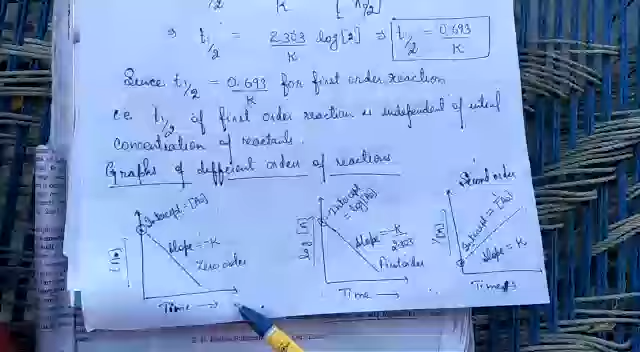 ⇒ t1/2 = 2.303/K log[2] ⇒ t1/2 = 0.693/K
Since t1/2 = 0.693/K for first order reaction
i.e. t1/2 of first order reaction is independent of
concentration of reactants.
Graphs of different orders of reactions
Intercept = [A0]
Slope = -K
Zero order
[A]
Time →
Intercept = log[A0]
Slope = -K/2.303
First order
log [A]
Time →
Second order
Intercept = 1/[A0]
Slope = K
1/[A]
Time →